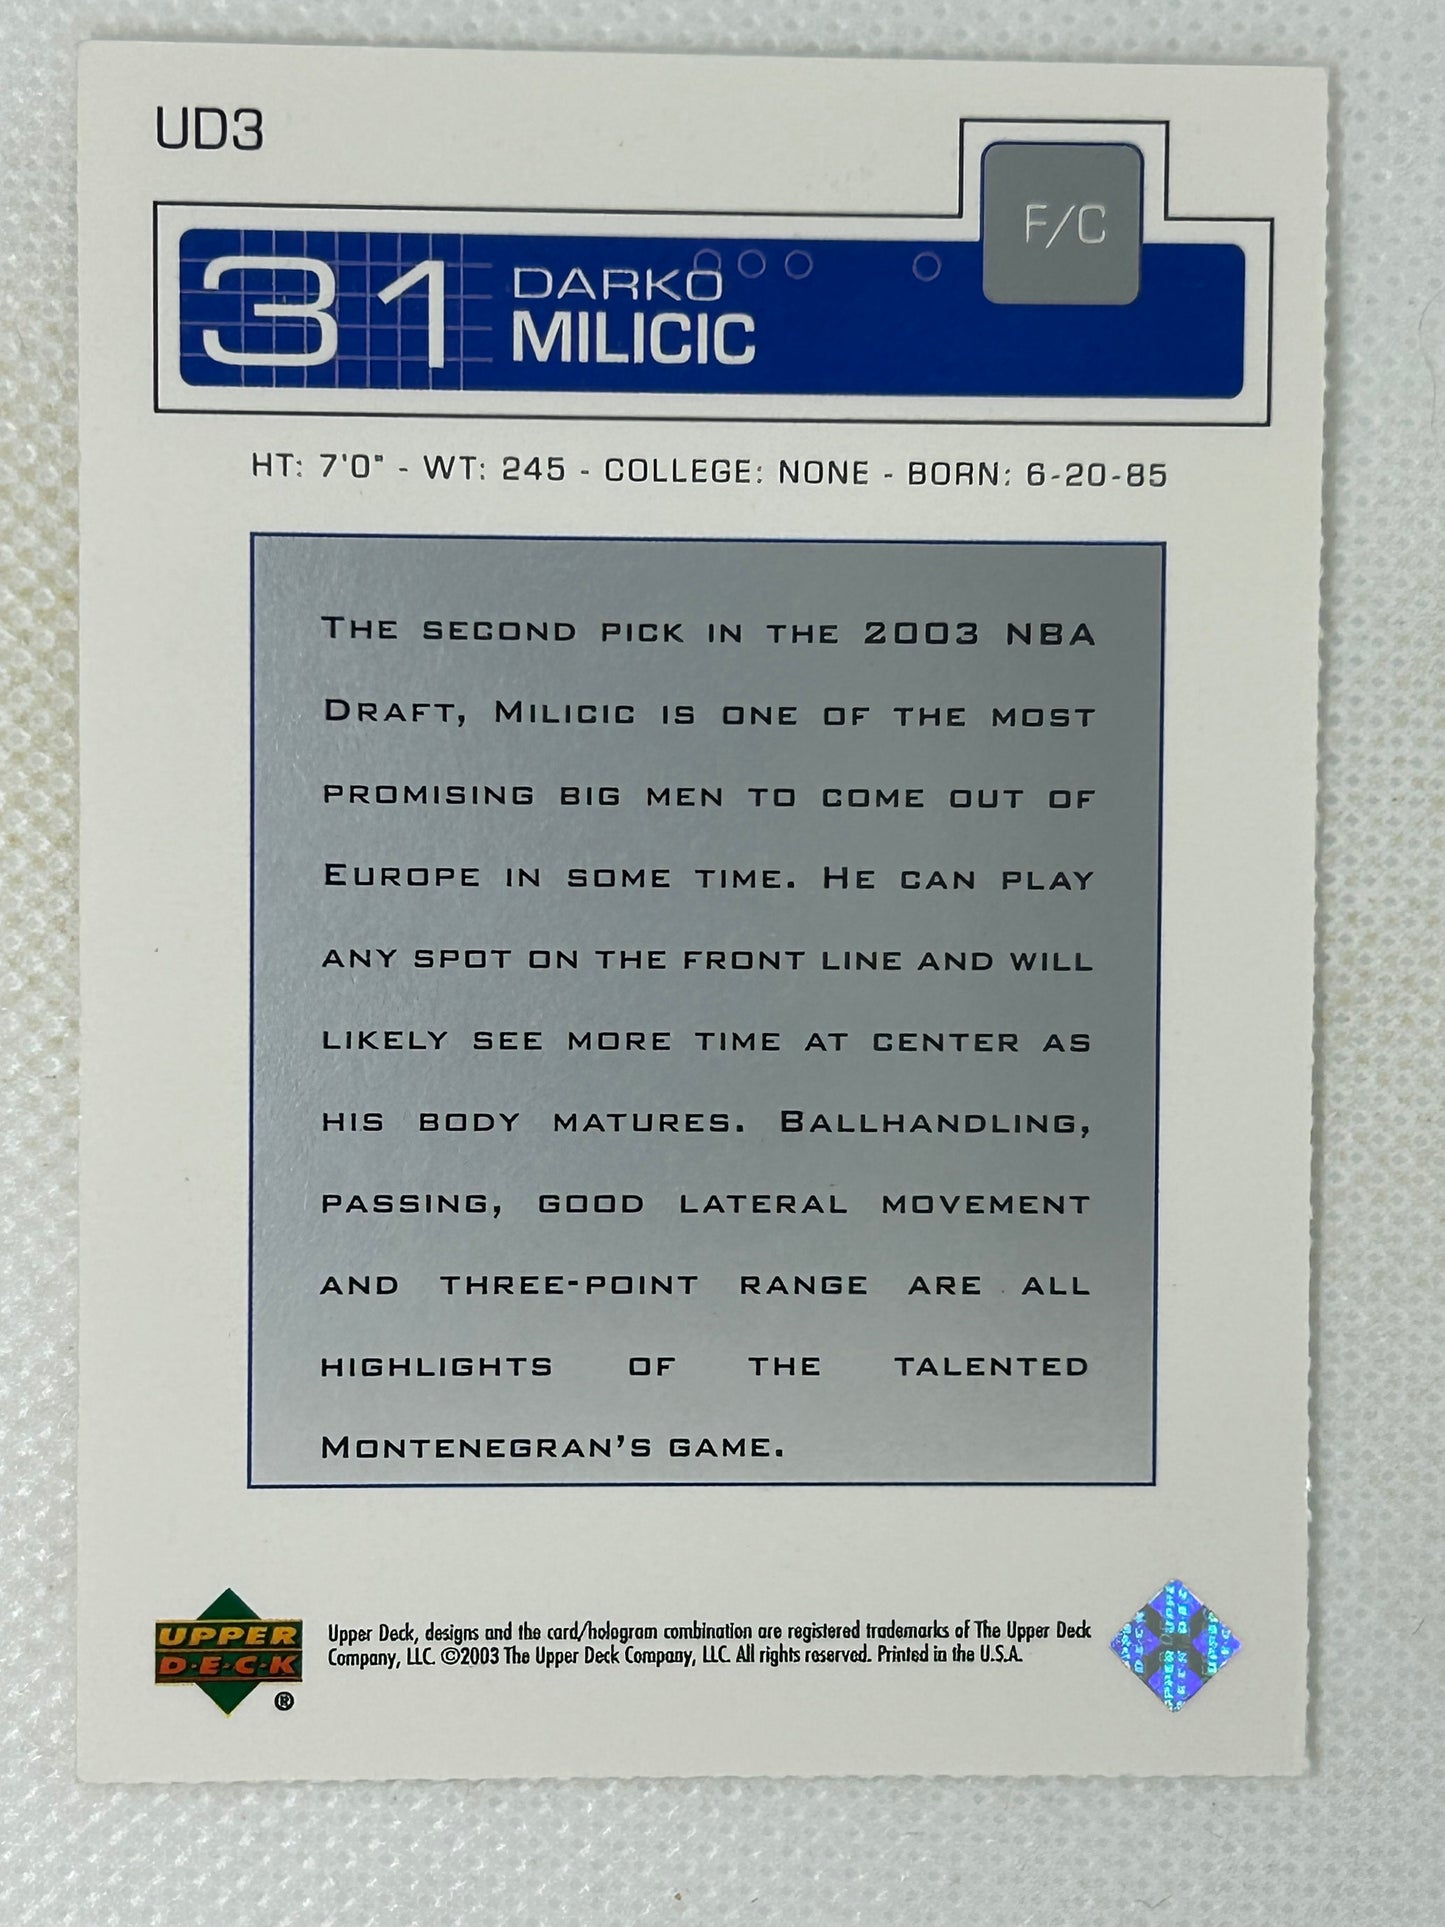 UD3
F/C
31 DARKO
MILICIC
HT: 7'0" - WT: 245 - COLLEGE: NONE - BORN: 6-20-85
THE SECOND PICK IN THE 2003 NBA
DRAFT, MILICIC IS ONE OF THE MOST
PROMISING BIG MEN TO COME OUT OF
EUROPE IN SOME TIME. HE CAN PLAY
ANY SPOT ON THE FRONT LINE AND WILL
LIKELY SEE MORE TIME AT CENTER AS
HIS BODY MATURES. BALLHANDLING,
PASSING, GOOD LATERAL MOVEMENT
AND THREE-POINT RANGE ARE ALL
HIGHLIGHTS OF THE TALENTED
MONTENEGRAN'S GAME.
UPPER
D·E·C·K
®
Upper Deck, designs and the card/hologram combination are registered trademarks of The Upper Deck
Company, LLC. ©2003 The Upper Deck Company, LLC. All rights reserved. Printed in the U.S.A.